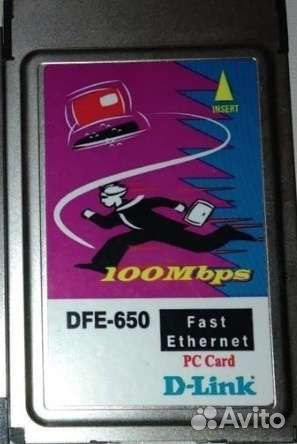 INSERT
100Mbps
DFE-650
Fast
Ethernet
PC Card
D-Link
Avito